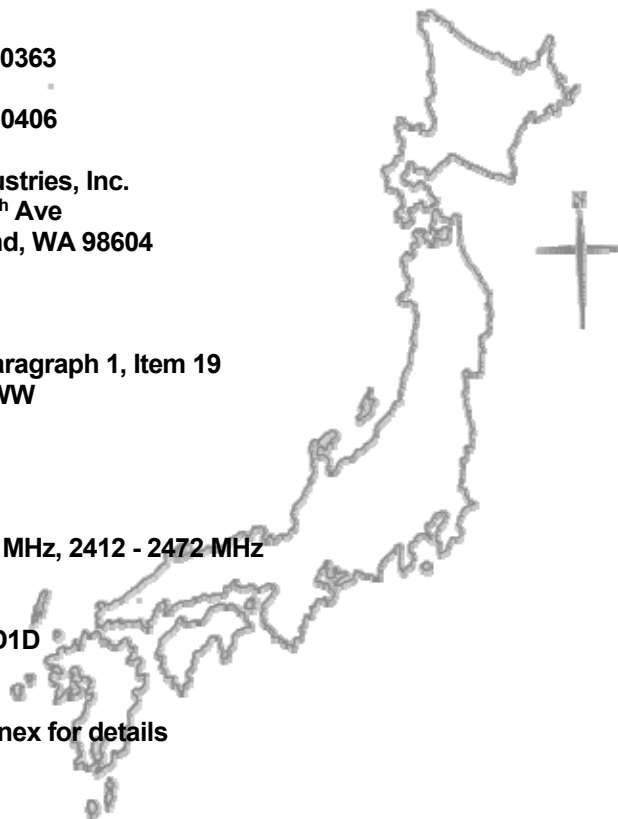 0363
0406
ustries, Inc.
th Ave
nd, WA 98604
N
aragraph 1, Item 19
WW
MHz, 2412 - 2472 MHz
D1D
nex for details